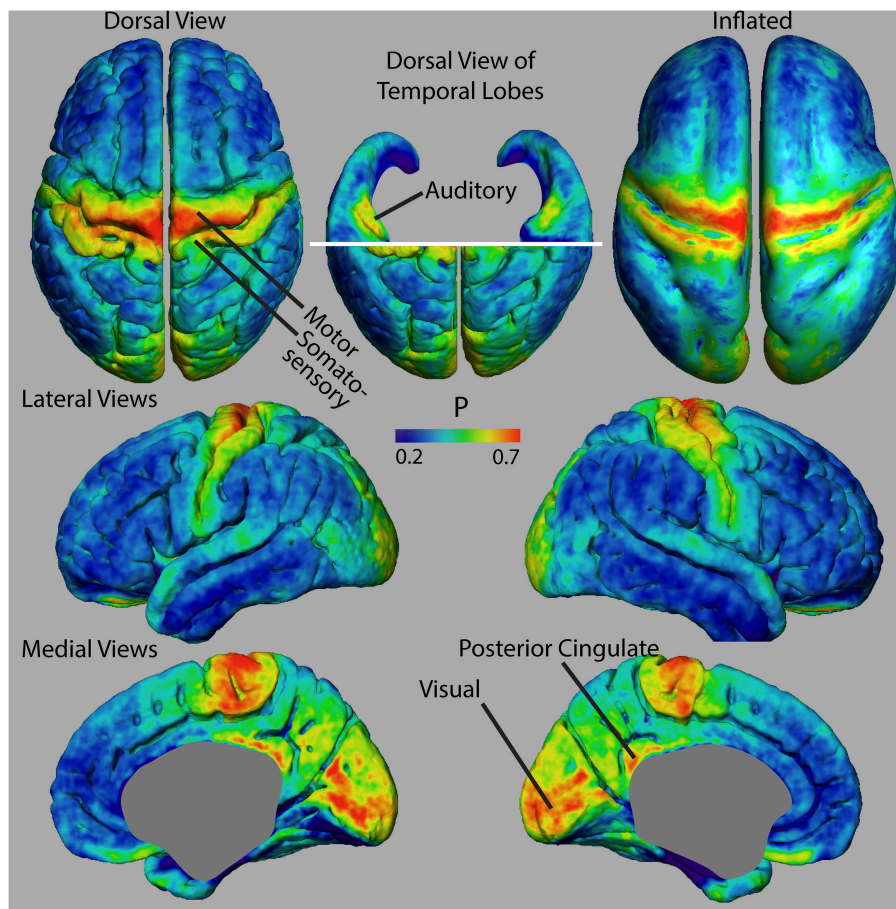 Dorsal View
Inflated
Dorsal View of
Temporal Lobes
Auditory
Motor
Somato-
sensory
Lateral Views
P
0.2
0.7
Medial Views
Posterior Cingulate
Visual